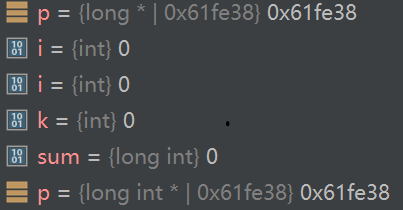 p = {long * | 0x61fe38} 0x61fe38
i = {int} 0
i = {int} 0
k = {int} 0
sum = {long int} 0
p = {long int * | 0x61fe38} 0x61fe38